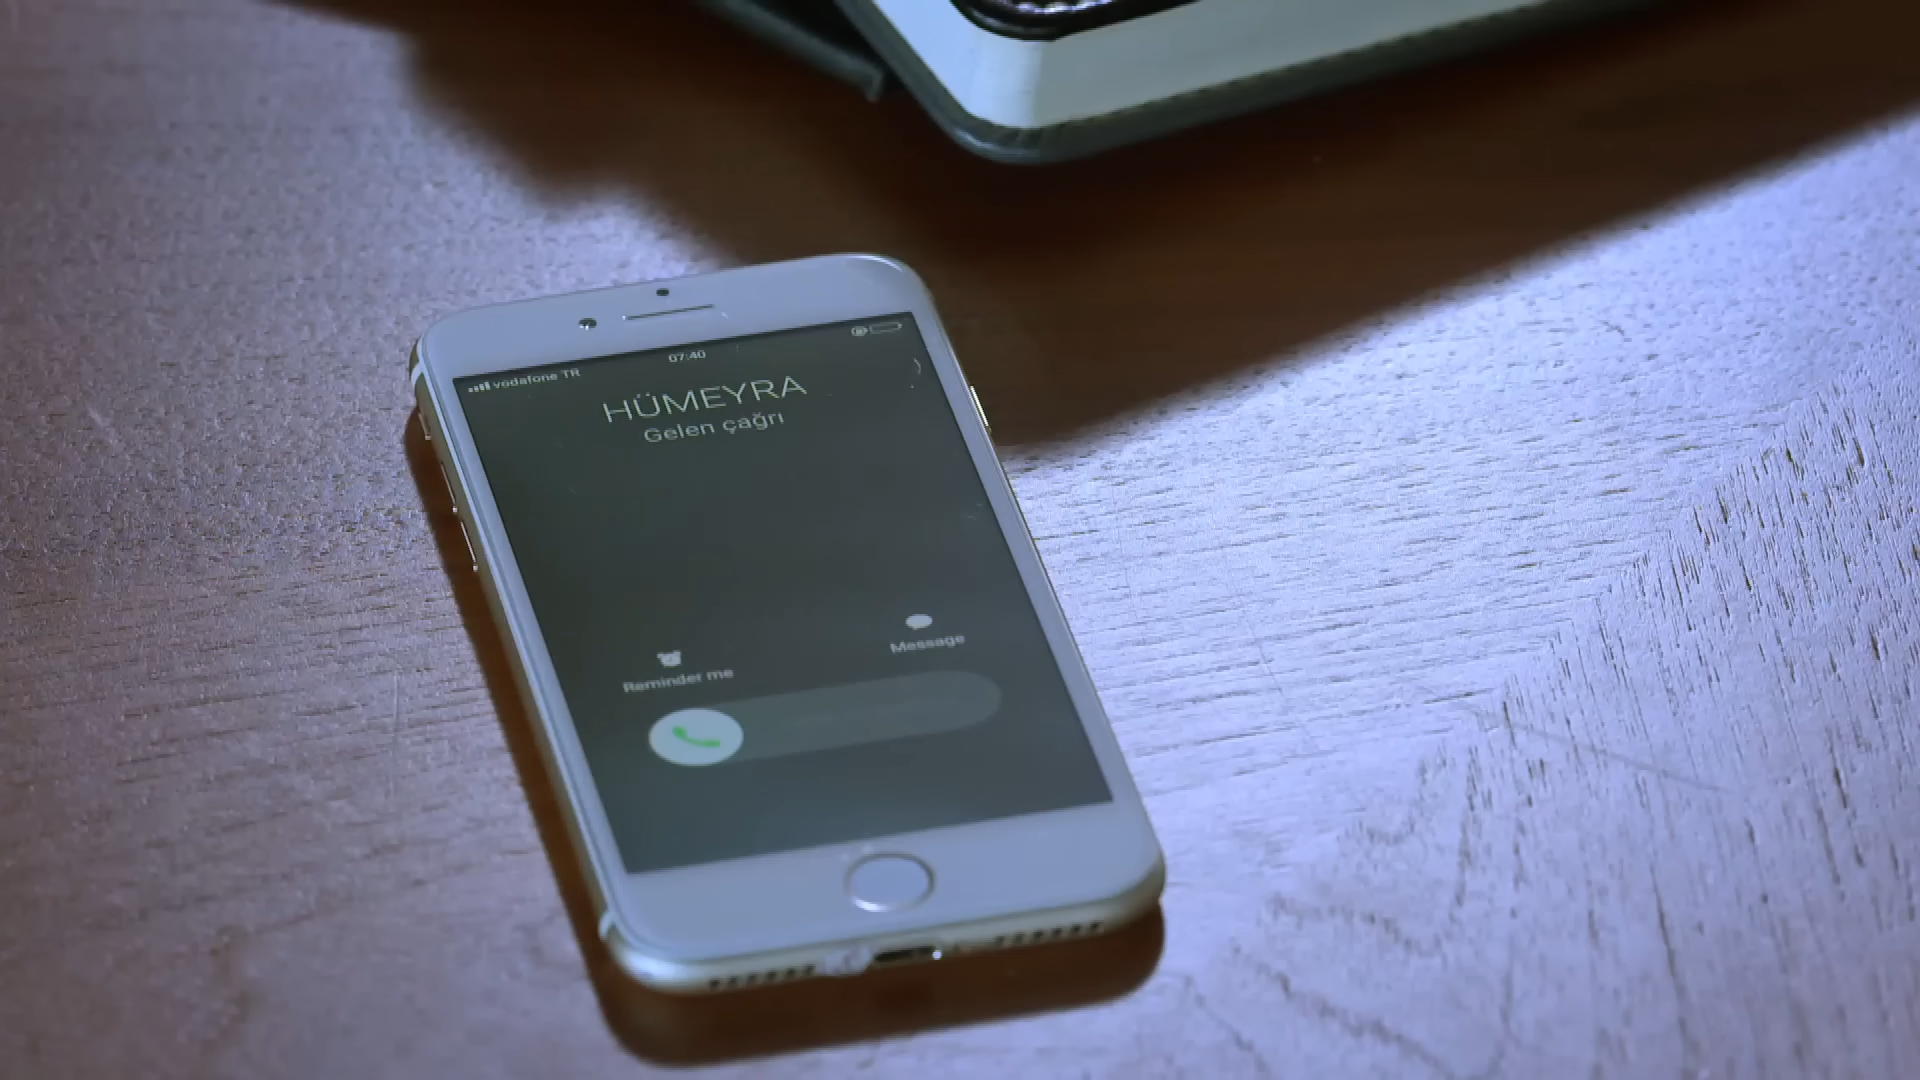 07:40
vodafone TR
HÜMEYRA
Gelen çağrı
Reminder me
Message